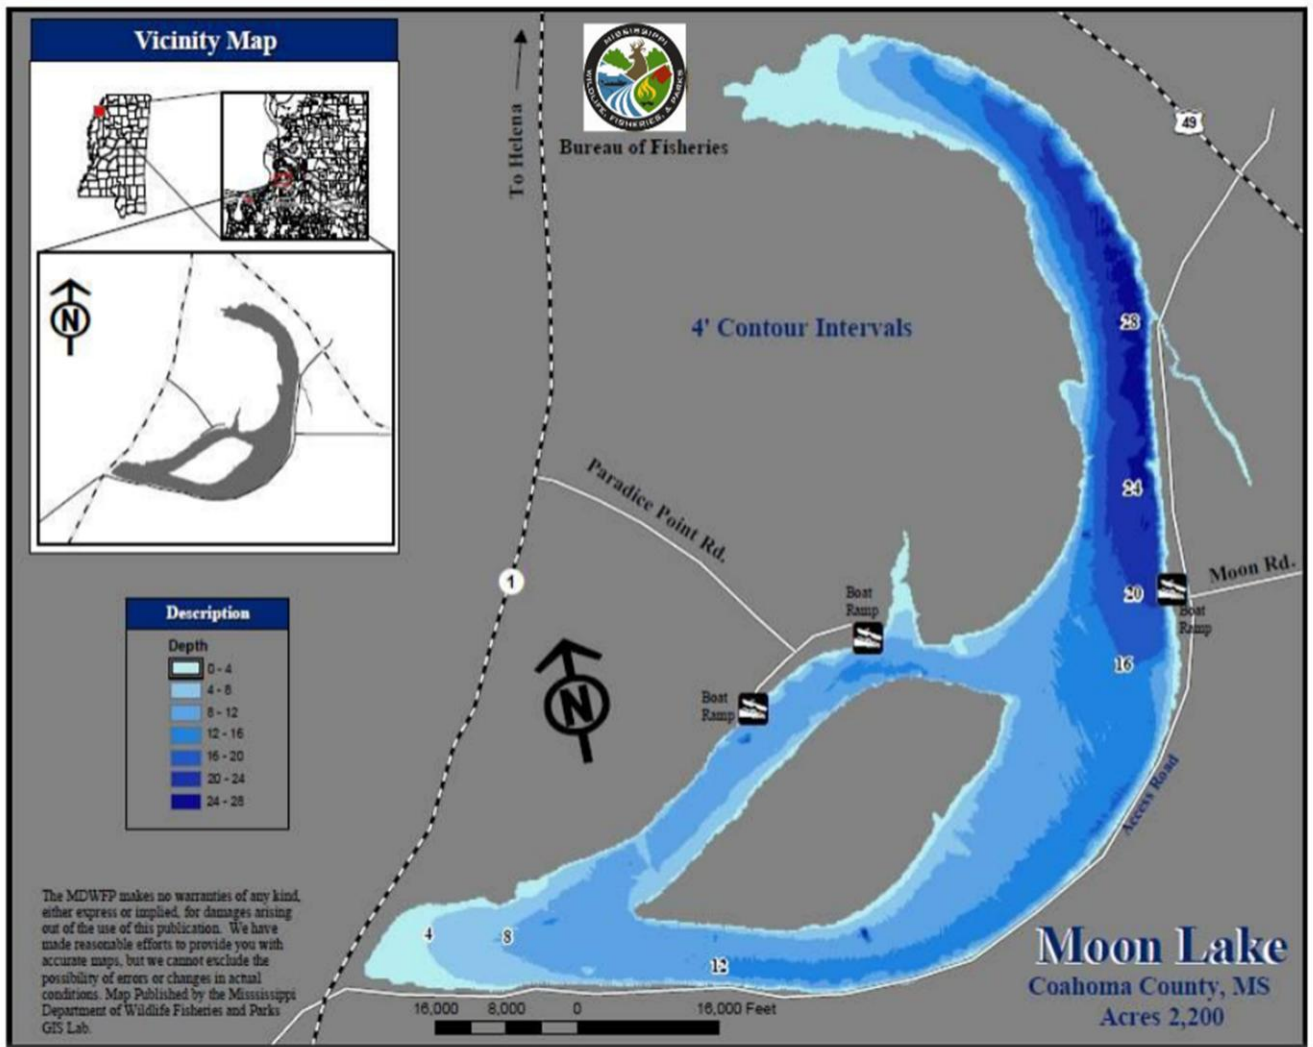 Vicinity Map
N
To Helena
MISSISSIPPI
WILDLIFE, FISHERIES, & PARKS
Bureau of Fisheries
49
4' Contour Intervals
28
24
20
16
Paradice Point Rd.
1
Boat
Ramp
Boat
Ramp
Moon Rd.
Boat
Ramp
N
Access Road
Description
Depth
0 - 4
4 - 8
8 - 12
12 - 16
16 - 20
20 - 24
24 - 28
4
8
12
The MDWFP makes no warranties of any kind,
either express or implied, for damages arising
out of the use of this publication. We have
made reasonable efforts to provide you with
accurate maps, but we cannot exclude the
possibility of errors or changes in actual
conditions. Map Published by the Mississippi
Department of Wildlife Fisheries and Parks
GIS Lab.
16,000 8,000 0 16,000 Feet
Moon Lake
Coahoma County, MS
Acres 2,200